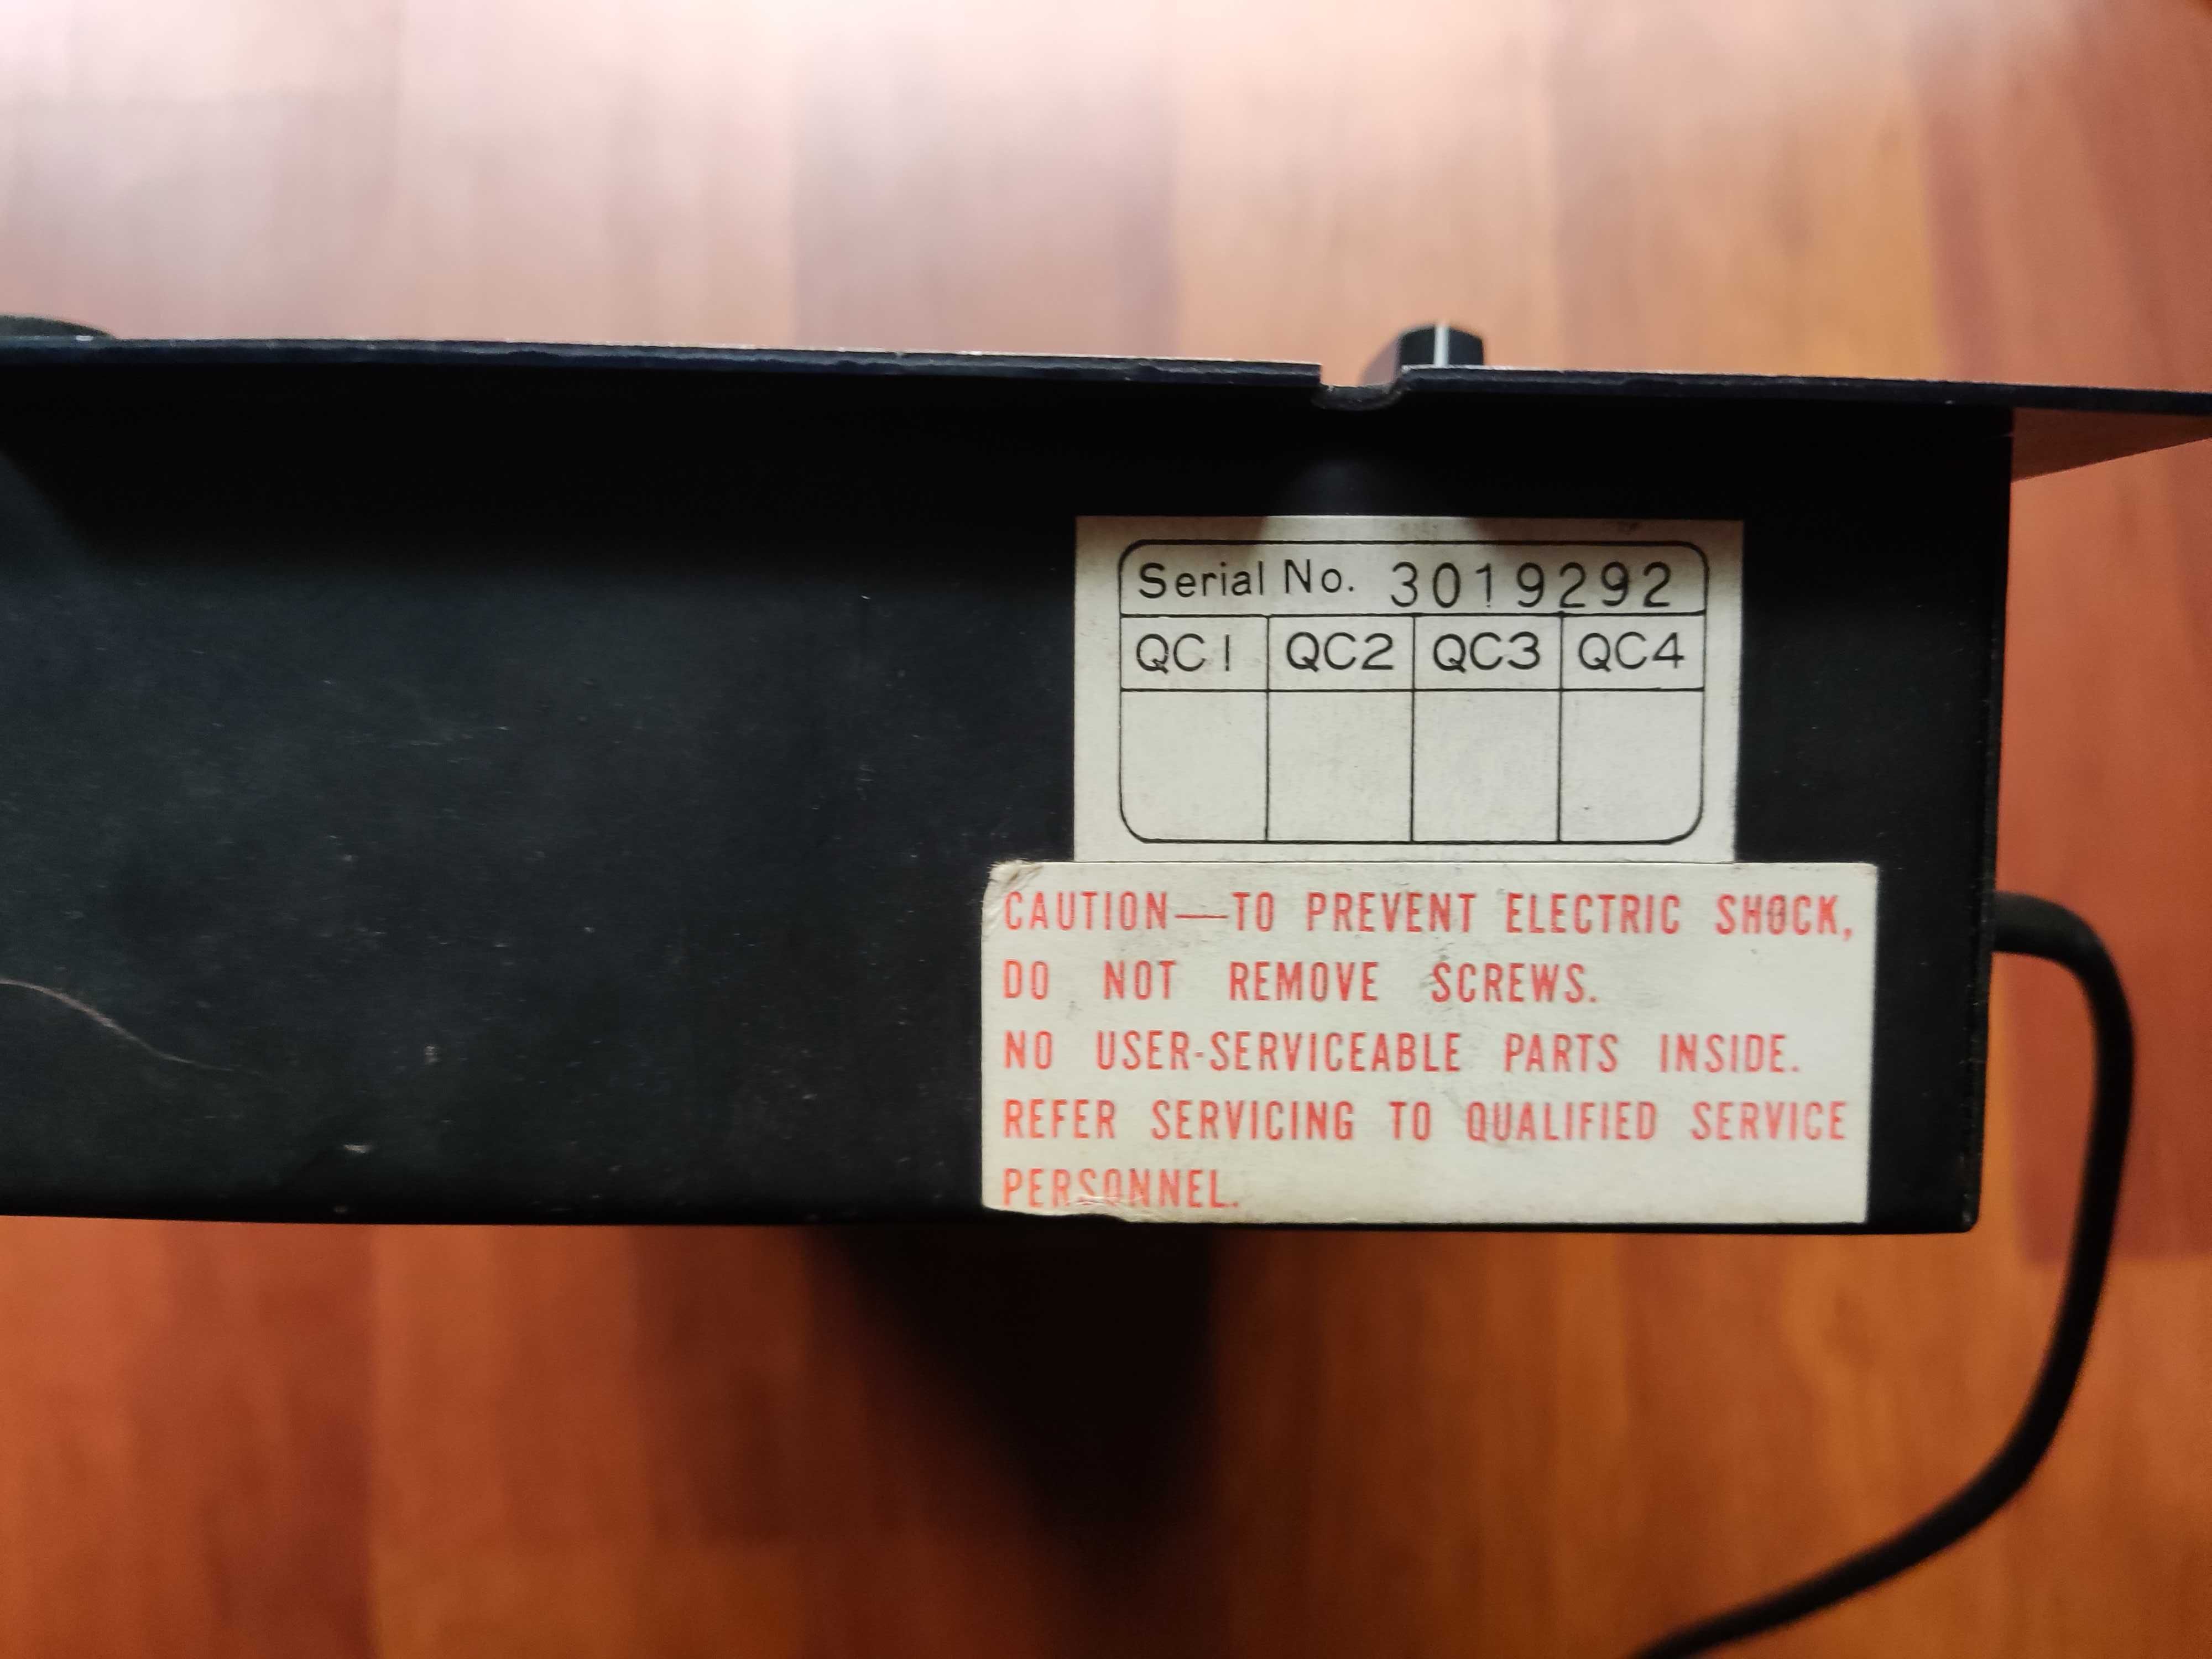 Serial No. 3019292
QC1 QC2 QC3 QC4
CAUTION—TO PREVENT ELECTRIC SHOCK,
DO NOT REMOVE SCREWS.
NO USER-SERVICEABLE PARTS INSIDE.
REFER SERVICING TO QUALIFIED SERVICE
PERSONNEL.